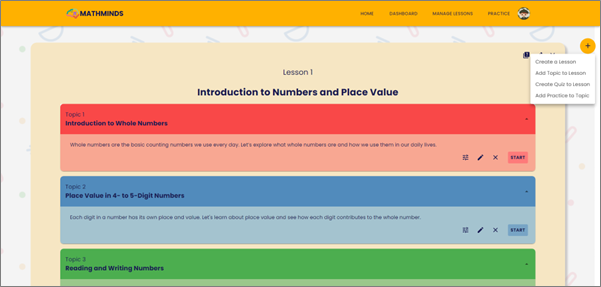 MATHMINDS
HOME DASHBOARD MANAGE LESSONS PRACTICE
+
Create a Lesson
Add Topic to Lesson
Create Quiz to Lesson
Add Practice to Topic
Lesson 1
Introduction to Numbers and Place Value
Topic 1
Introduction to Whole Numbers
Whole numbers are the basic counting numbers we use every day. Let's explore what whole numbers are and how we use them in our daily lives.
START
Topic 2
Place Value in 4- to 5-Digit Numbers
Each digit in a number has its own place and value. Let's learn about place value and see how each digit contributes to the whole number.
START
Topic 3
Reading and Writing Numbers